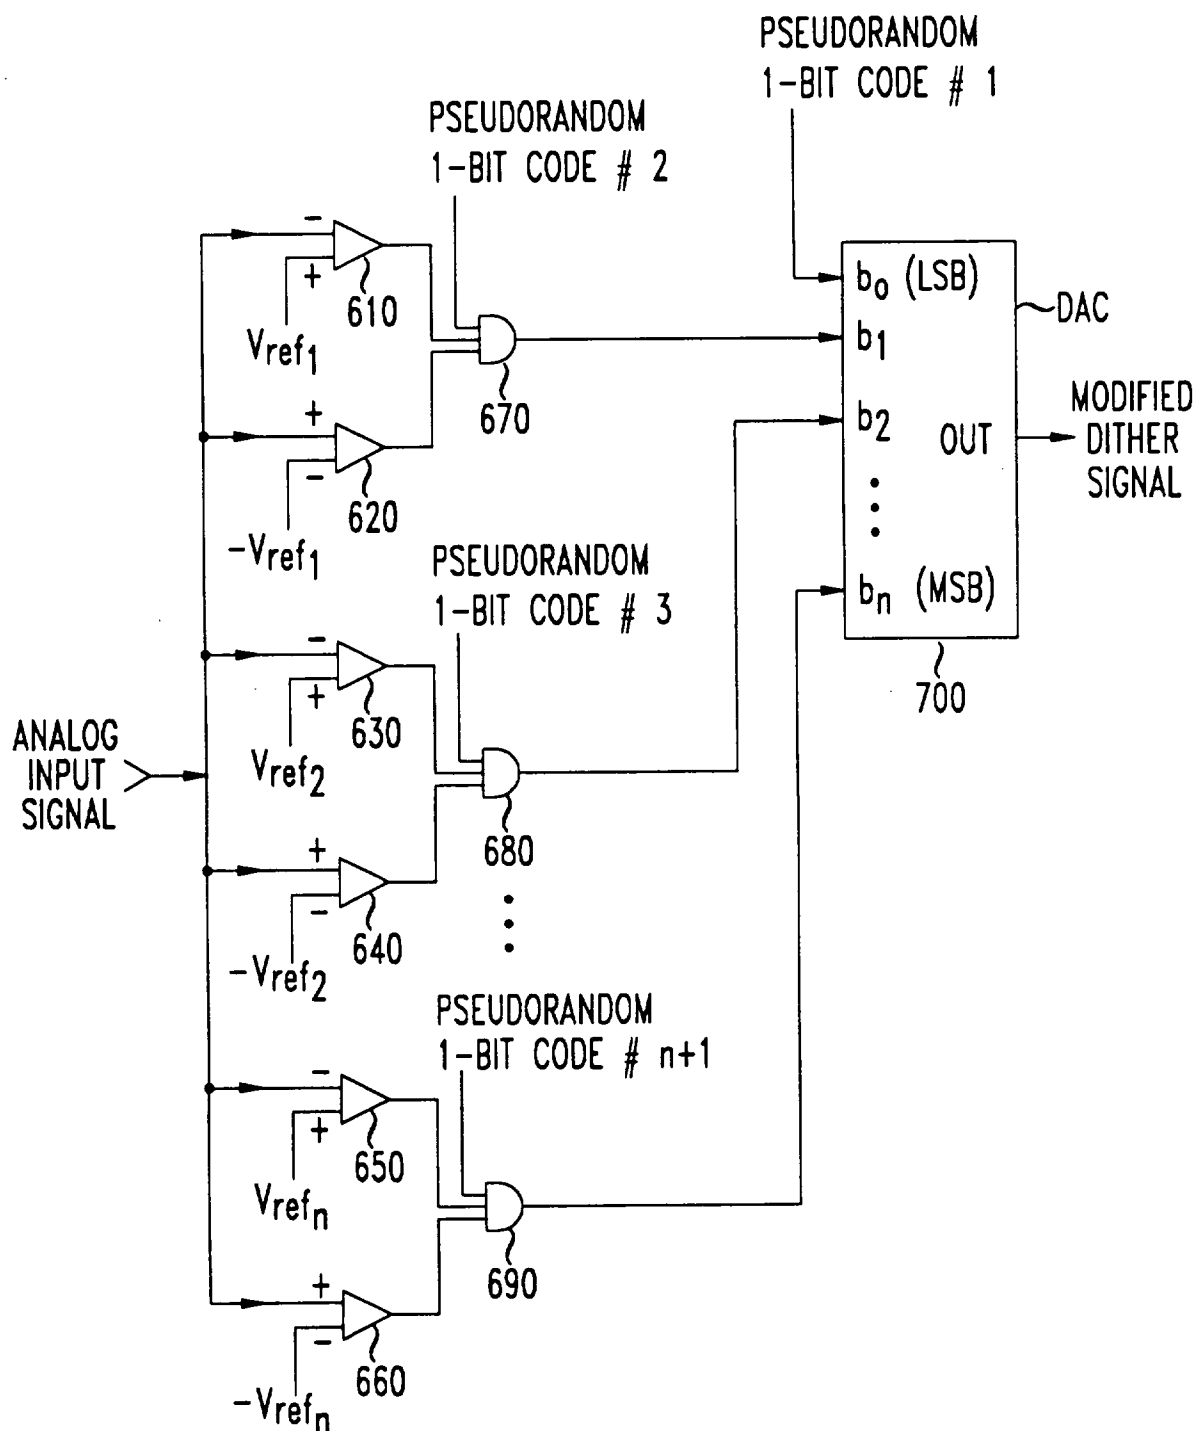 PSEUDORANDOM
1-BIT CODE # 1
PSEUDORANDOM
1-BIT CODE # 2
-
+
610
Vref1
+
-
620
-Vref1
670
b0 (LSB)
b1
b2
OUT
bn (MSB)
DAC
700
MODIFIED
DITHER
SIGNAL
PSEUDORANDOM
1-BIT CODE # 3
ANALOG
INPUT
SIGNAL
-
+
630
Vref2
+
-
640
-Vref2
680
PSEUDORANDOM
1-BIT CODE # n+1
-
+
650
Vrefn
+
-
660
-Vrefn
690